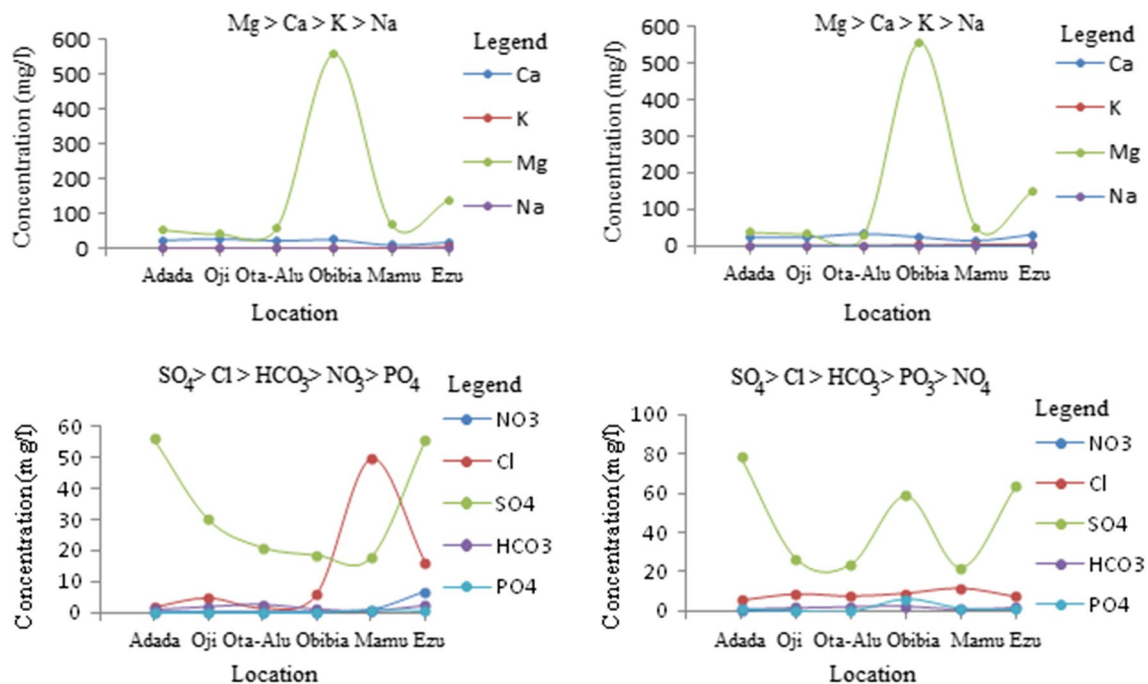 Mg > Ca > K > Na
Legend
Ca
K
Mg
Na
Concentration (mg/l)
600
500
400
300
200
100
0
Adada Oji Ota-Alu Obibia Mamu Ezu
Location
Mg > Ca > K > Na
Legend
Ca
K
Mg
Na
Concentration (mg/l)
600
500
400
300
200
100
0
Adada Oji Ota-Alu Obibia Mamu Ezu
Location
SO4> Cl > HCO3> NO3 > PO4
Legend
NO3
Cl
SO4
HCO3
PO4
Concentration (mg/l)
60
50
40
30
20
10
0
Adada Oji Ota-Alu Obibia Mamu Ezu
Location
SO4> Cl > HCO3> PO3> NO4
Legend
NO3
Cl
SO4
HCO3
PO4
Concentration (mg/l)
100
80
60
40
20
0
Adada Oji Ota-Alu Obibia Mamu Ezu
Location